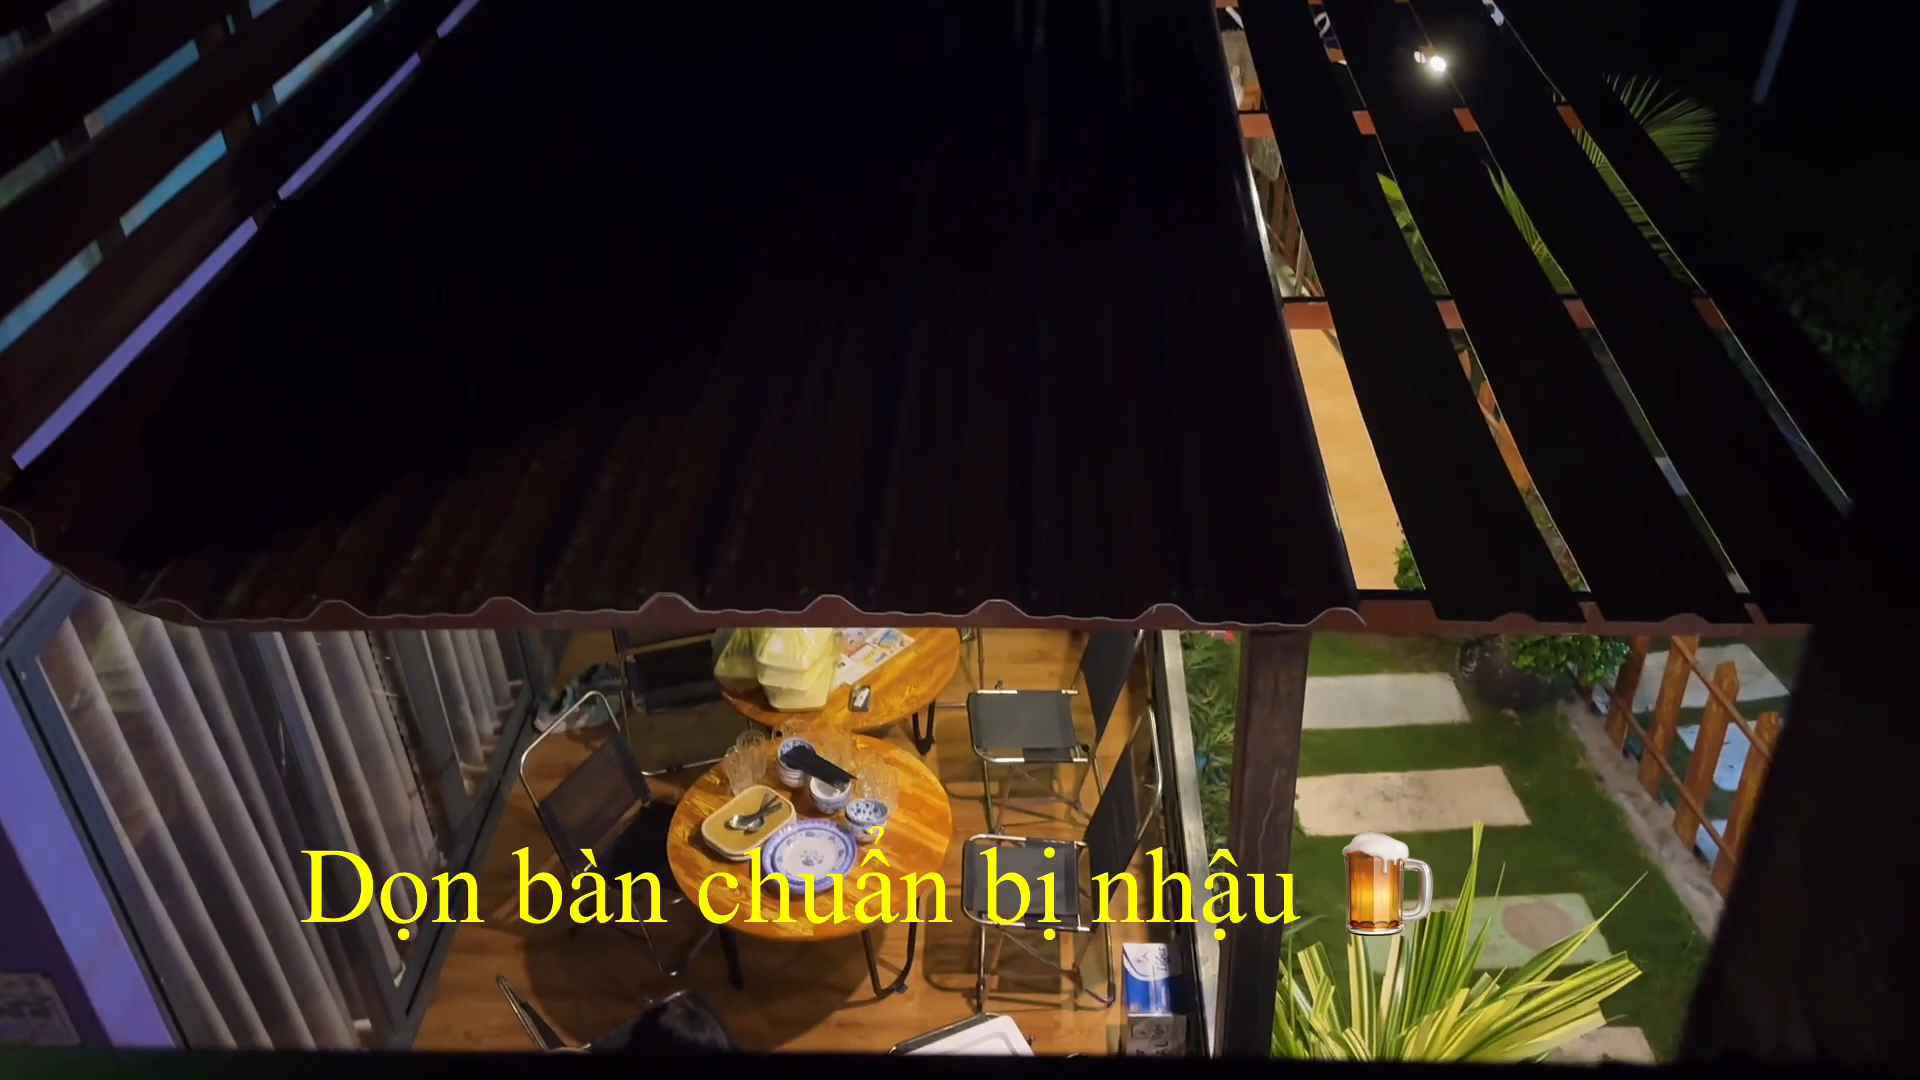 Dọn bàn chuẩn bị nhậu 🍺